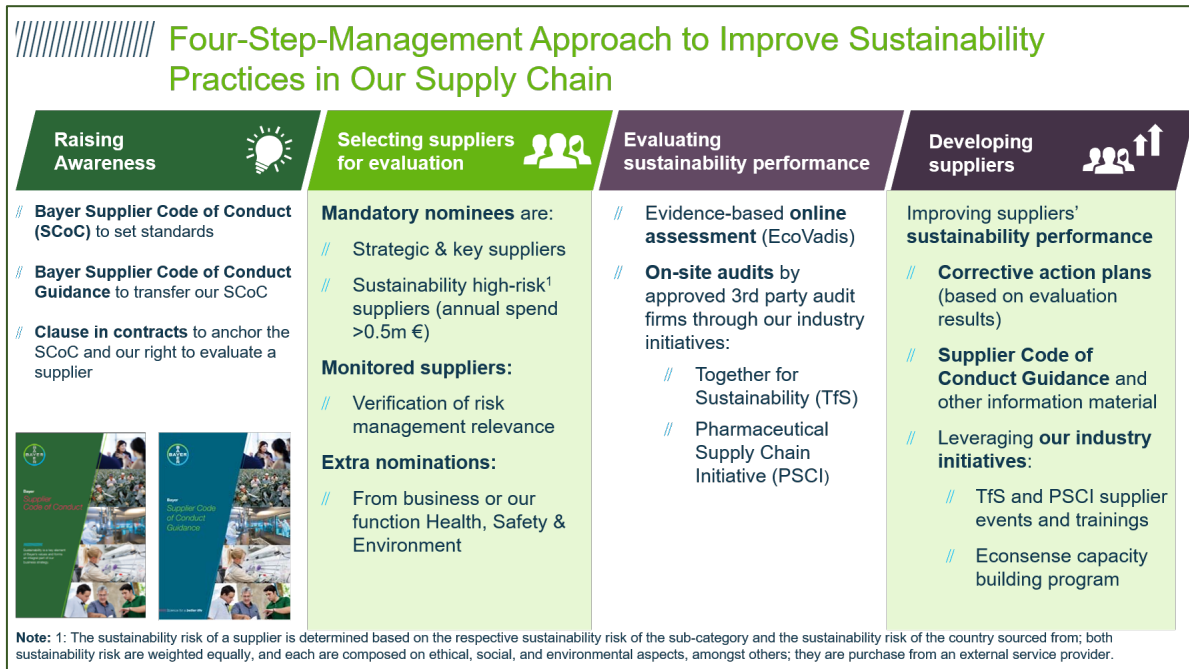 Four-Step-Management Approach to Improve Sustainability
Practices in Our Supply Chain
Raising
Awareness
// Bayer Supplier Code of Conduct
(SCoC) to set standards
// Bayer Supplier Code of Conduct
Guidance to transfer our SCoC
// Clause in contracts to anchor the
SCoC and our right to evaluate a
supplier
BAYER
Bayer
Supplier
Code of Conduct
BAYER
Bayer
Supplier Code
of Conduct
Guidance
Selecting suppliers
for evaluation
Mandatory nominees are:
// Strategic & key suppliers
// Sustainability high-risk1
suppliers (annual spend
>0.5m €)
Monitored suppliers:
// Verification of risk
management relevance
Extra nominations:
// From business or our
function Health, Safety &
Environment
Evaluating
sustainability performance
// Evidence-based online
assessment (EcoVadis)
// On-site audits by
approved 3rd party audit
firms through our industry
initiatives:
// Together for
Sustainability (TfS)
// Pharmaceutical
Supply Chain
Initiative (PSCI)
Developing
suppliers
Improving suppliers'
sustainability performance
// Corrective action plans
(based on evaluation
results)
// Supplier Code of
Conduct Guidance and
other information material
// Leveraging our industry
initiatives:
// TfS and PSCI supplier
events and trainings
// Econsense capacity
building program
Note: 1: The sustainability risk of a supplier is determined based on the respective sustainability risk of the sub-category and the sustainability risk of the country sourced from; both
sustainability risk are weighted equally, and each are composed on ethical, social, and environmental aspects, amongst others; they are purchase from an external service provider.